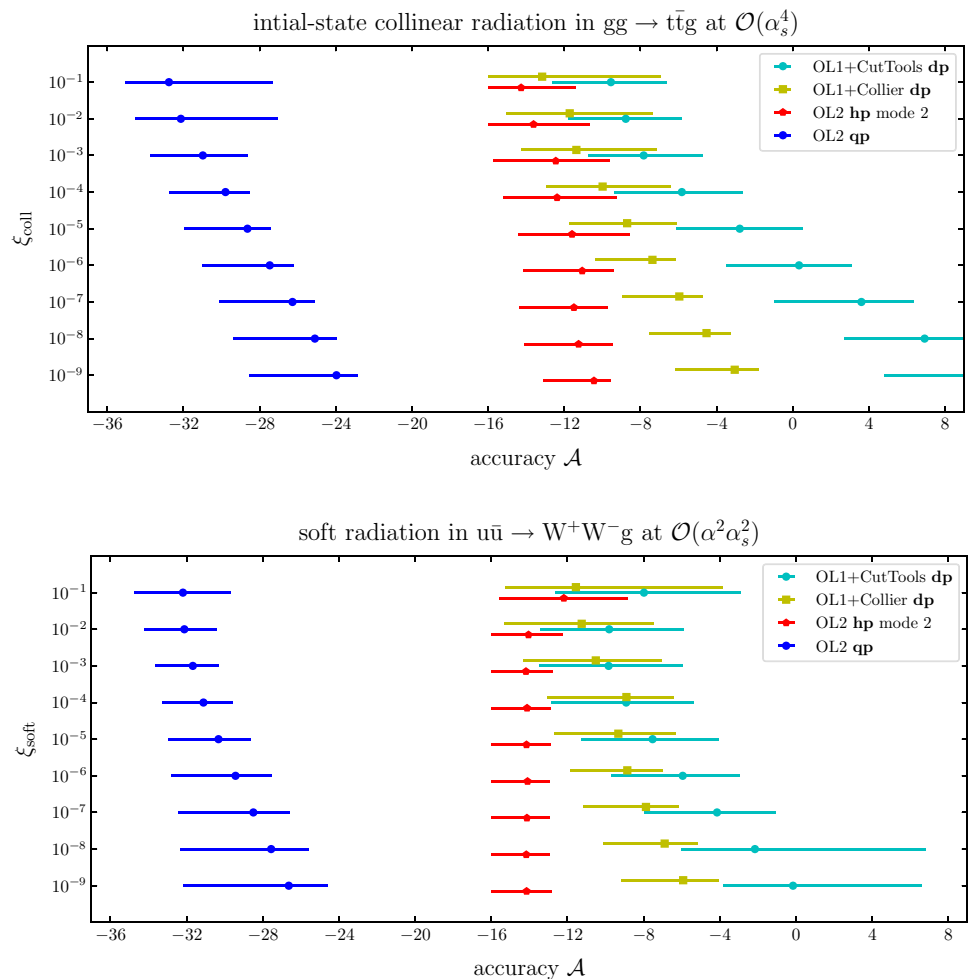 intial-state collinear radiation in gg → tt̄g at 𝒪(α_s^4)
OL1+CutTools dp
OL1+Collier dp
OL2 hp mode 2
OL2 qp
10^−1
10^−2
10^−3
10^−4
10^−5
10^−6
10^−7
10^−8
10^−9
ξ_coll
−36 −32 −28 −24 −20 −16 −12 −8 −4 0 4 8
accuracy 𝒜
soft radiation in uū → W^+W^−g at 𝒪(α^2α_s^2)
OL1+CutTools dp
OL1+Collier dp
OL2 hp mode 2
OL2 qp
10^−1
10^−2
10^−3
10^−4
10^−5
10^−6
10^−7
10^−8
10^−9
ξ_soft
−36 −32 −28 −24 −20 −16 −12 −8 −4 0 4 8
accuracy 𝒜